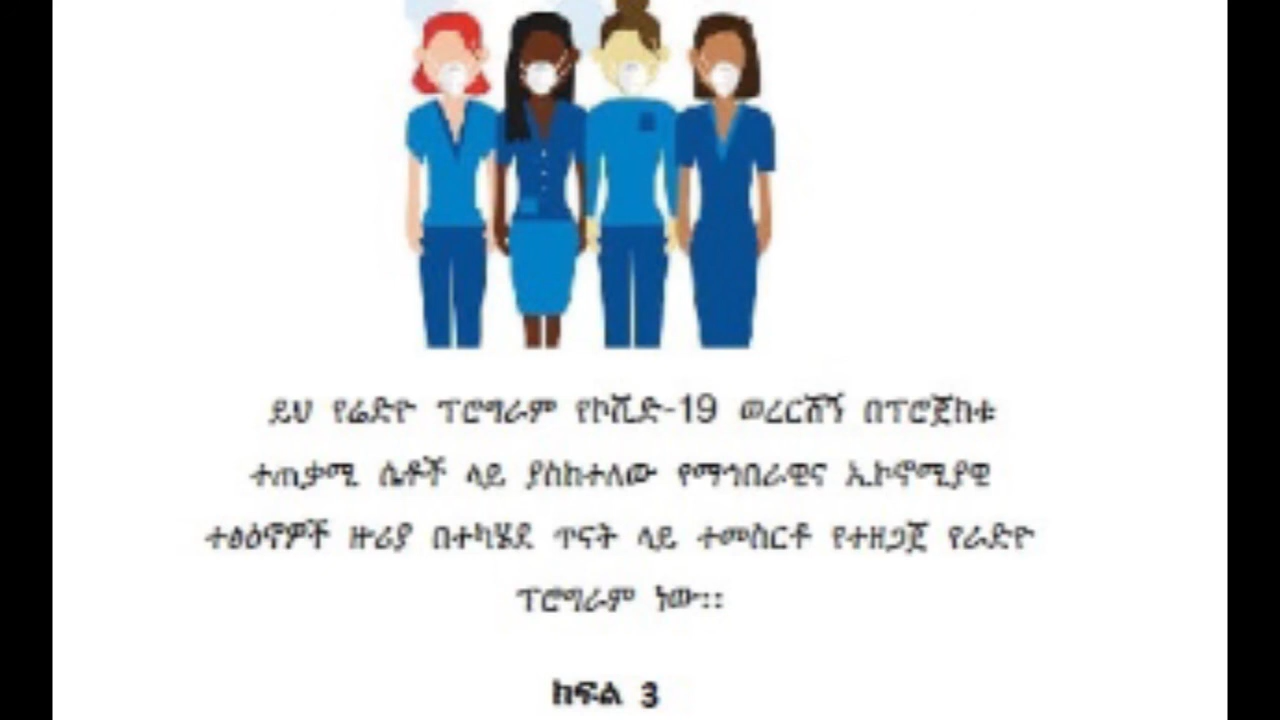 ይህ የሬድዮ ፕሮግራም የኮቪድ-19 ወረርሽኝ በፕሮጀክቱ
ተጠቃሚ ሴቶች ላይ ያስከተለው የማኅበራዊና ኢኮኖሚያዊ
ተፅዕኖዎች ዙሪያ በተካሄደ ጥናት ላይ ተመስርቶ የተዘጋጀ የራድዮ
ፕሮግራም ነው፡፡
ክፍል 3